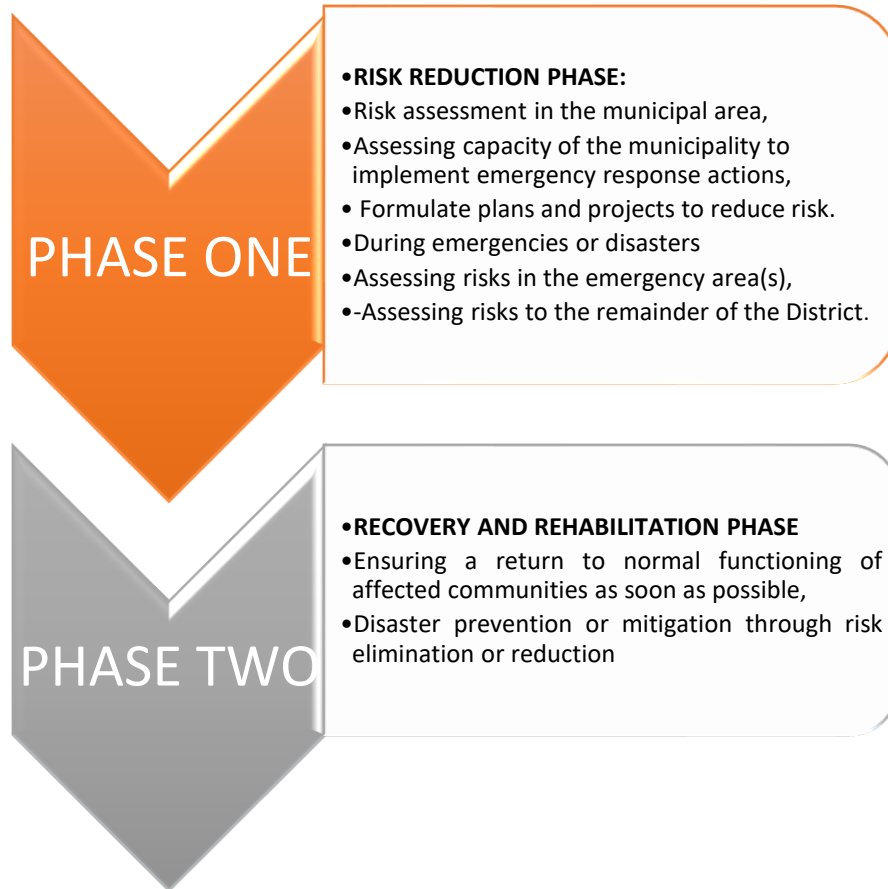 PHASE ONE
•RISK REDUCTION PHASE:
•Risk assessment in the municipal area,
•Assessing capacity of the municipality to
implement emergency response actions,
• Formulate plans and projects to reduce risk.
•During emergencies or disasters
•Assessing risks in the emergency area(s),
•-Assessing risks to the remainder of the District.
PHASE TWO
•RECOVERY AND REHABILITATION PHASE
•Ensuring a return to normal functioning of
affected communities as soon as possible,
•Disaster prevention or mitigation through risk
elimination or reduction